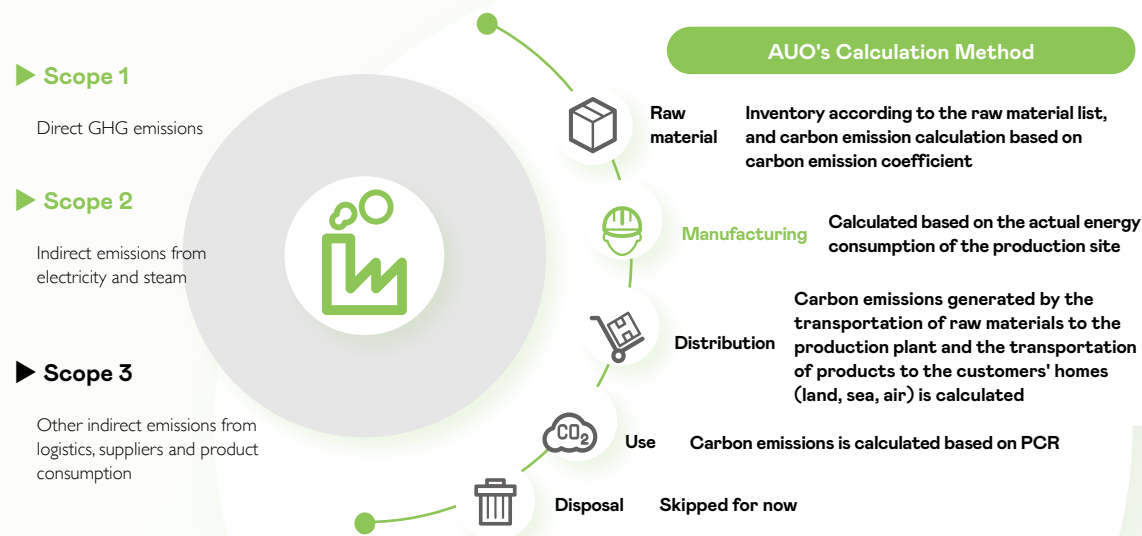 Scope 1
Direct GHG emissions
Scope 2
Indirect emissions from
electricity and steam
Scope 3
Other indirect emissions from
logistics, suppliers and product
consumption
AUO's Calculation Method
Raw
material
Inventory according to the raw material list,
and carbon emission calculation based on
carbon emission coefficient
Manufacturing
Calculated based on the actual energy
consumption of the production site
Distribution
Carbon emissions generated by the
transportation of raw materials to the
production plant and the transportation
of products to the customers' homes
(land, sea, air) is calculated
CO2
Use
Carbon emissions is calculated based on PCR
Disposal
Skipped for now